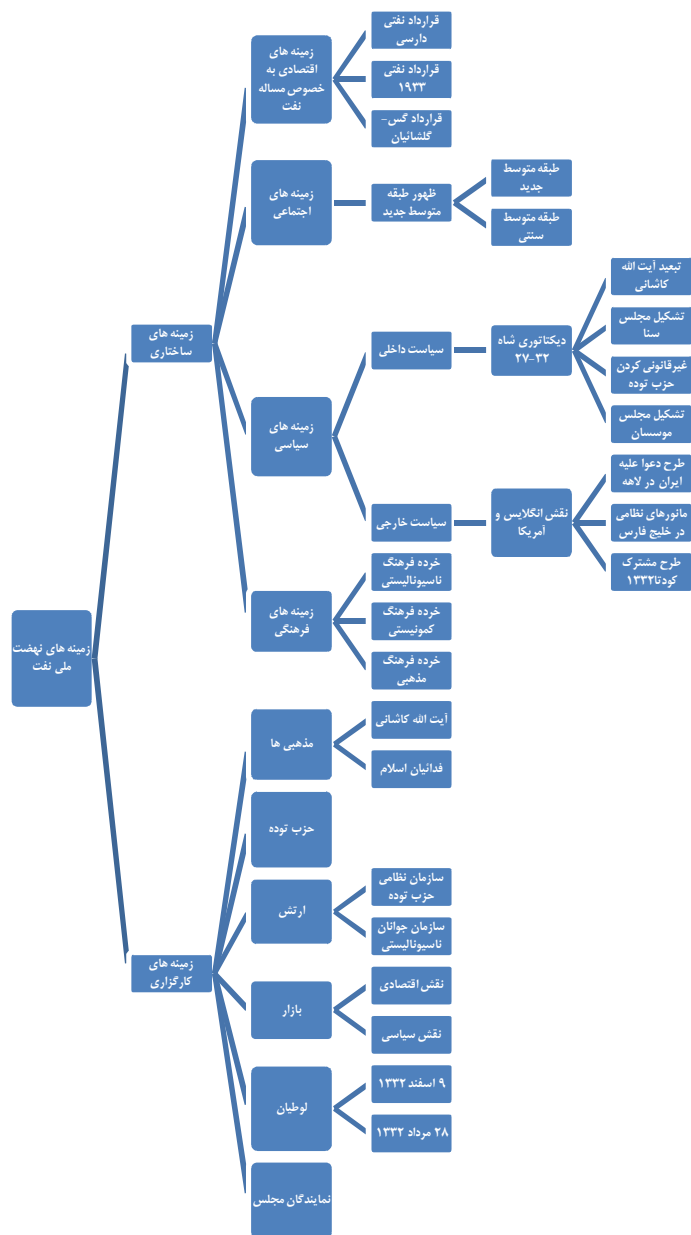 زمینه های نهضت
ملی نفت
زمینه های
ساختاری
زمینه های
اقتصادی به
خصوص مساله
نفت
قرارداد نفتی
دارسی
قرارداد نفتی
۱۹۳۳
قرارداد گس-
گلشائیان
زمینه های
اجتماعی
ظهور طبقه
متوسط جدید
طبقه متوسط
جدید
طبقه متوسط
سنتی
زمینه های
سیاسی
سیاست داخلی
دیکتاتوری شاه
۲۷-۳۲
تبعید آیت الله
کاشانی
تشکیل مجلس
سنا
غیرقانونی کردن
حزب توده
تشکیل مجلس
موسسان
سیاست خارجی
نقش انگلایس و
آمریکا
طرح دعوا علیه
ایران در لاهه
مانورهای نظامی
در خلیج فارس
طرح مشترک
کودتا۱۳۳۲
زمینه های
فرهنگی
خرده فرهنگ
ناسیونالیستی
خرده فرهنگ
کمونیستی
خرده فرهنگ
مذهبی
زمینه های
کارگزاری
مذهبی ها
آیت الله کاشانی
فدائیان اسلام
حزب توده
ارتش
سازمان نظامی
حزب توده
سازمان جوانان
ناسیونالیستی
بازار
نقش اقتصادی
نقش سیاسی
لوطیان
۹ اسفند ۱۳۳۲
۲۸ مرداد ۱۳۳۲
نمایندگان مجلس